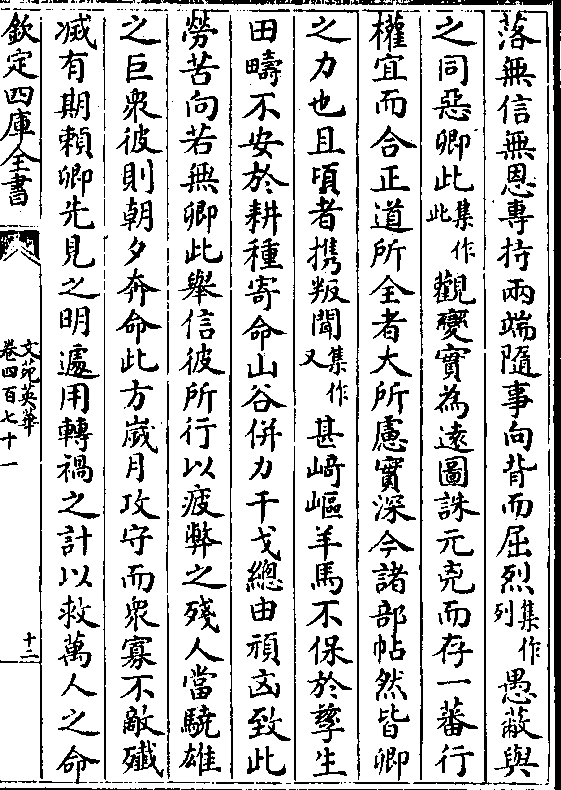 落無信無恩專持兩端隨事向背而屈烈集作列愚蔽與
之同惡卿此集作此觀變實為遠圖誅元兇而存一蕃行
權宜而合正道所全者大所慮實深今諸部帖然皆卿
之力也且頃者攜叛聞集作又甚崎嶇羊馬不保於孳生
田疇不安於耕種寄命山谷併力干戈總由頑凶致此
勞苦向若無卿此舉信彼所行以疲弊之殘人當驍雄
之巨衆彼則朝夕奔命此方嵗月攻守而衆寡不敵殱
滅有期賴卿先見之明遽用轉禍之計以救萬人之命
欽定四庫全書
文苑英華
卷四百七十一
十二